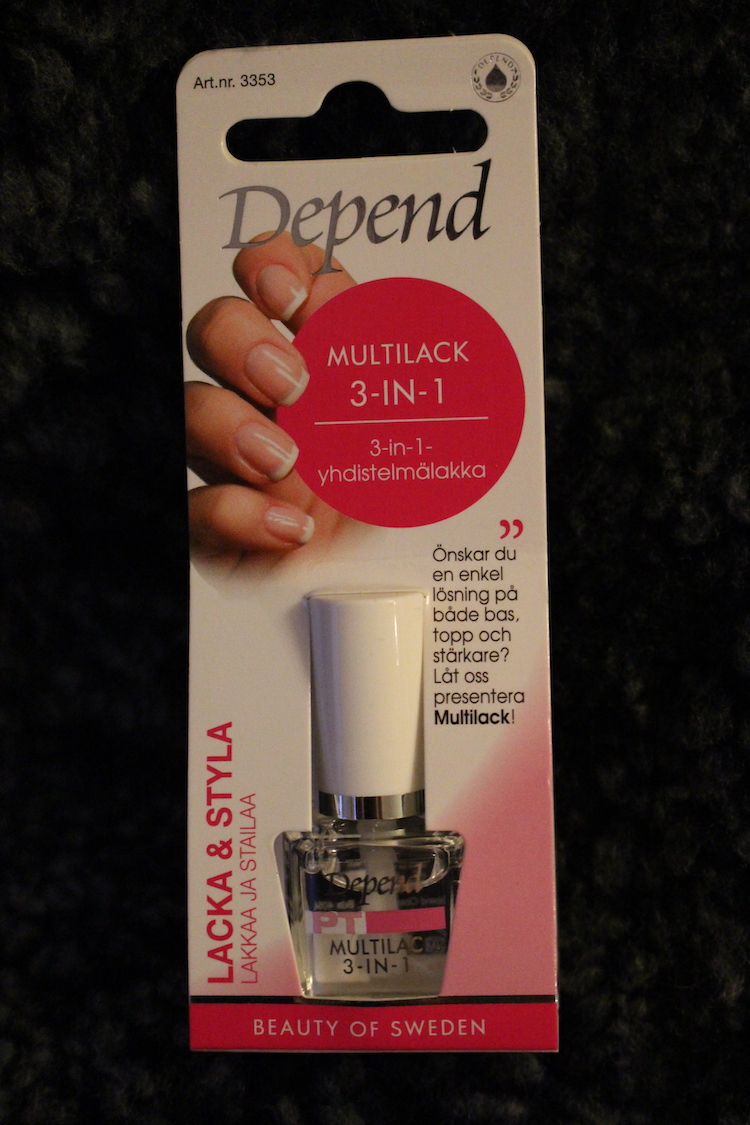 Art.nr. 3353
DEPEND
Depend
MULTILACK
3-IN-1
3-in-1-
yhdistelmälakka
”
Önskar du
en enkel
lösning på
både bas,
topp och
stärkare?
Låt oss
presentera
Multilack!
LACKA & STYLA
LAKKAA JA STAILAA
Depend
PT
MULTILAC
3-IN-1
BEAUTY OF SWEDEN